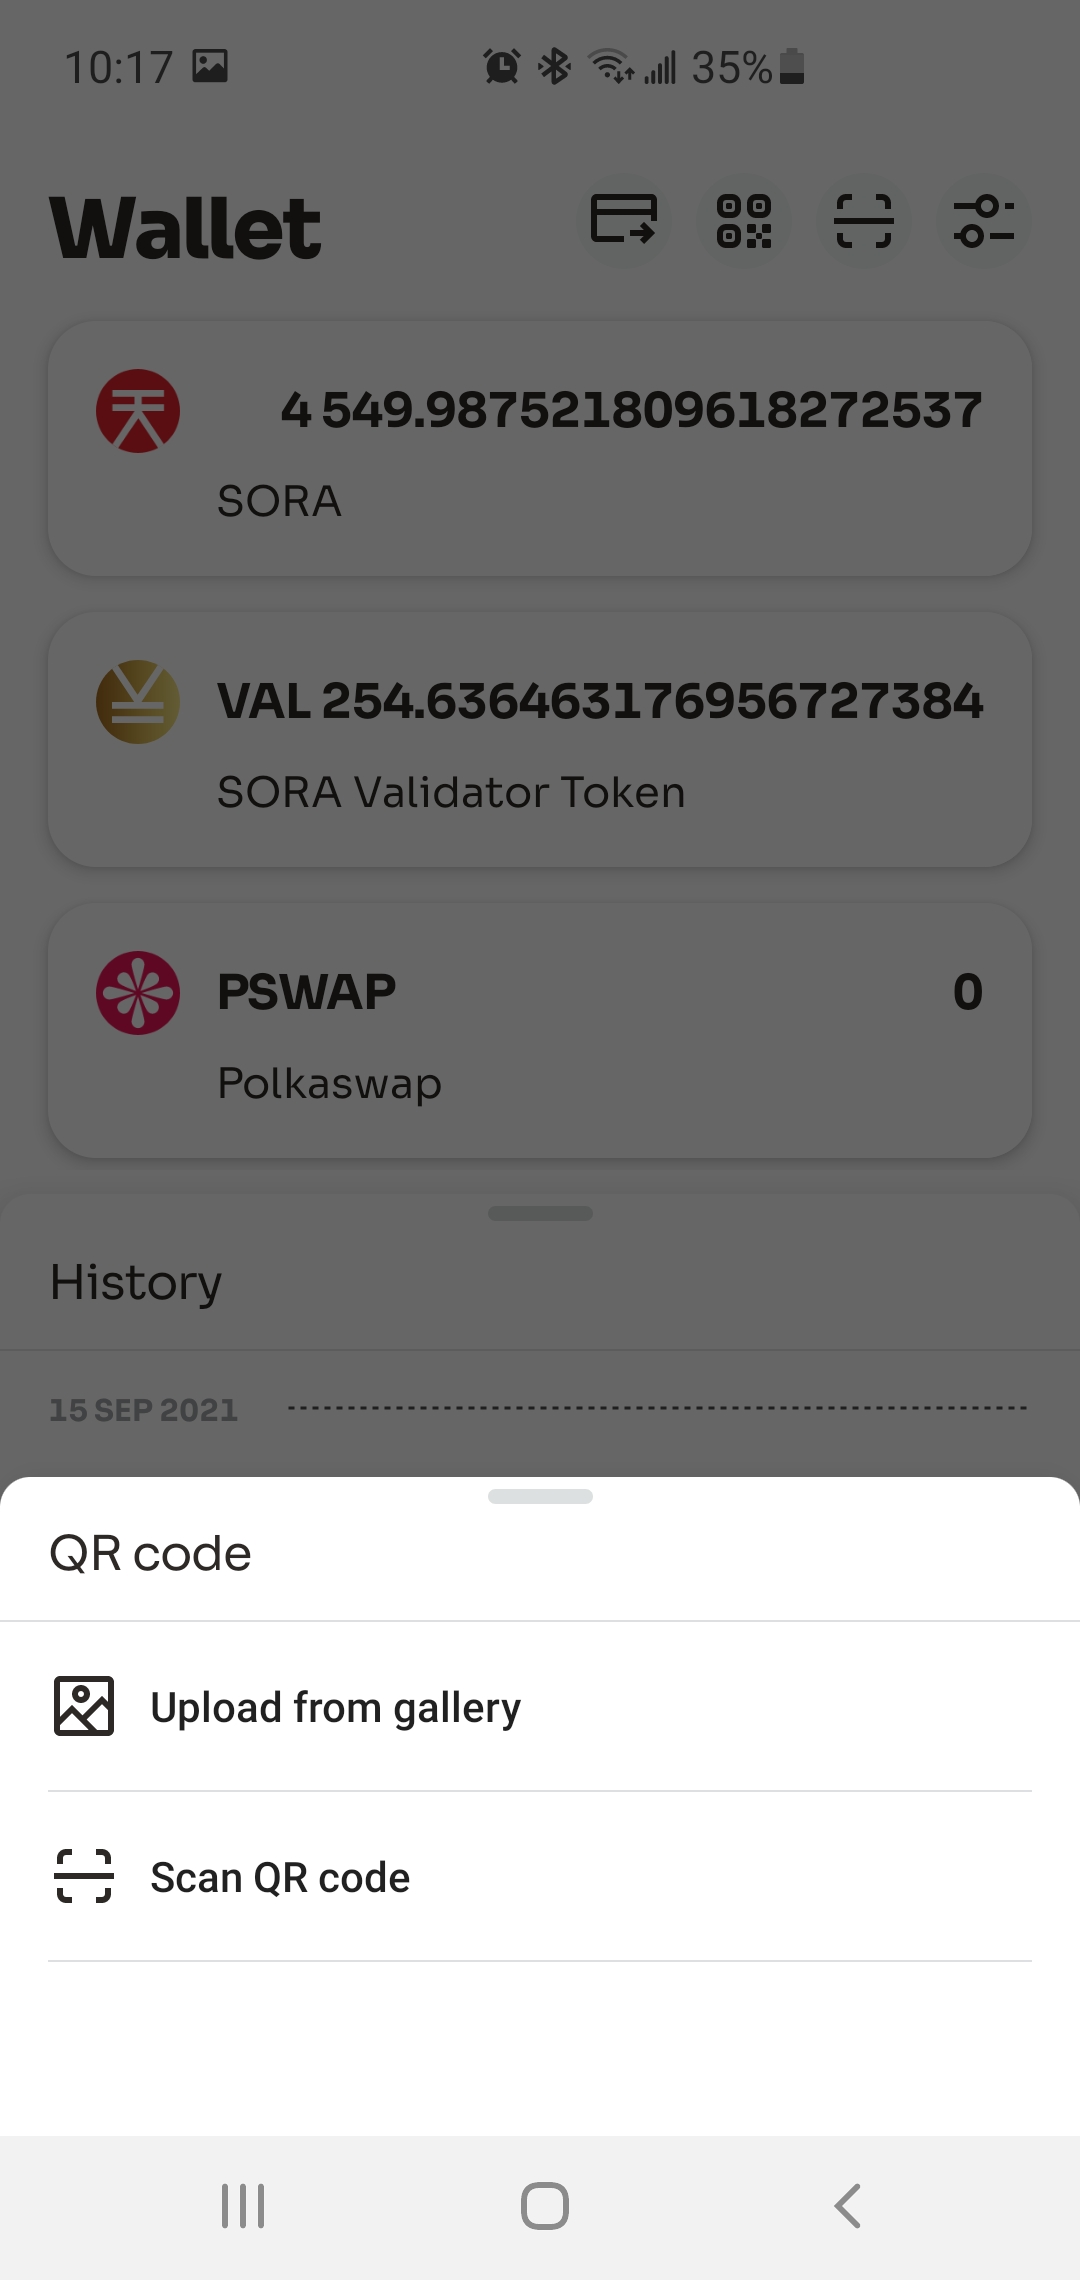 10:17 35%
Wallet
4 549.987521809618272537
SORA
VAL 254.636463176956727384
SORA Validator Token
PSWAP 0
Polkaswap
History
15 SEP 2021
QR code
Upload from gallery
Scan QR code